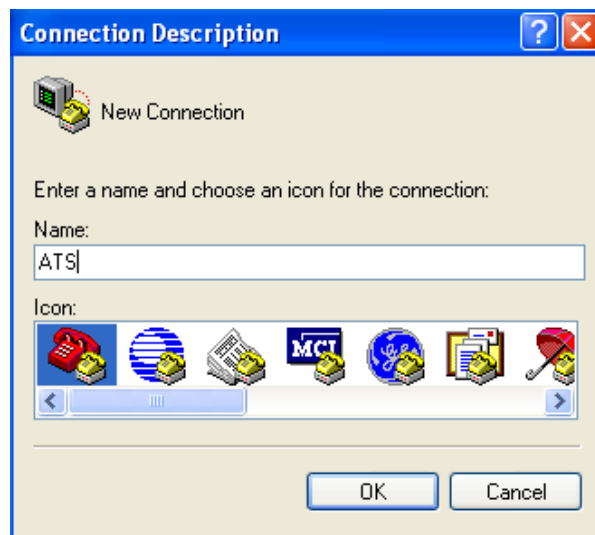 Connection Description
New Connection
Enter a name and choose an icon for the connection:
Name:
ATS
Icon:
MCI
OK
Cancel